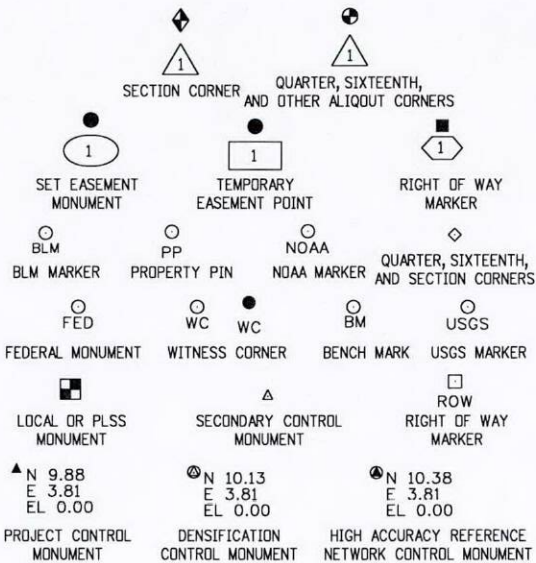 1
1
SECTION CORNER
QUARTER, SIXTEENTH,
AND OTHER ALIQOUT CORNERS
1
1
1
SET EASEMENT
MONUMENT
TEMPORARY
EASEMENT POINT
RIGHT OF WAY
MARKER
BLM
PP
NOAA
BLM MARKER
PROPERTY PIN
NOAA MARKER
QUARTER, SIXTEENTH,
AND SECTION CORNERS
FED
WC
WC
BM
USGS
FEDERAL MONUMENT
WITNESS CORNER
BENCH MARK
USGS MARKER
LOCAL OR PLSS
MONUMENT
SECONDARY CONTROL
MONUMENT
ROW
RIGHT OF WAY
MARKER
N 9.88
E 3.81
EL 0.00
PROJECT CONTROL
MONUMENT
N 10.13
E 3.81
EL 0.00
DENSIFICATION
CONTROL MONUMENT
N 10.38
E 3.81
EL 0.00
HIGH ACCURACY REFERENCE
NETWORK CONTROL MONUMENT